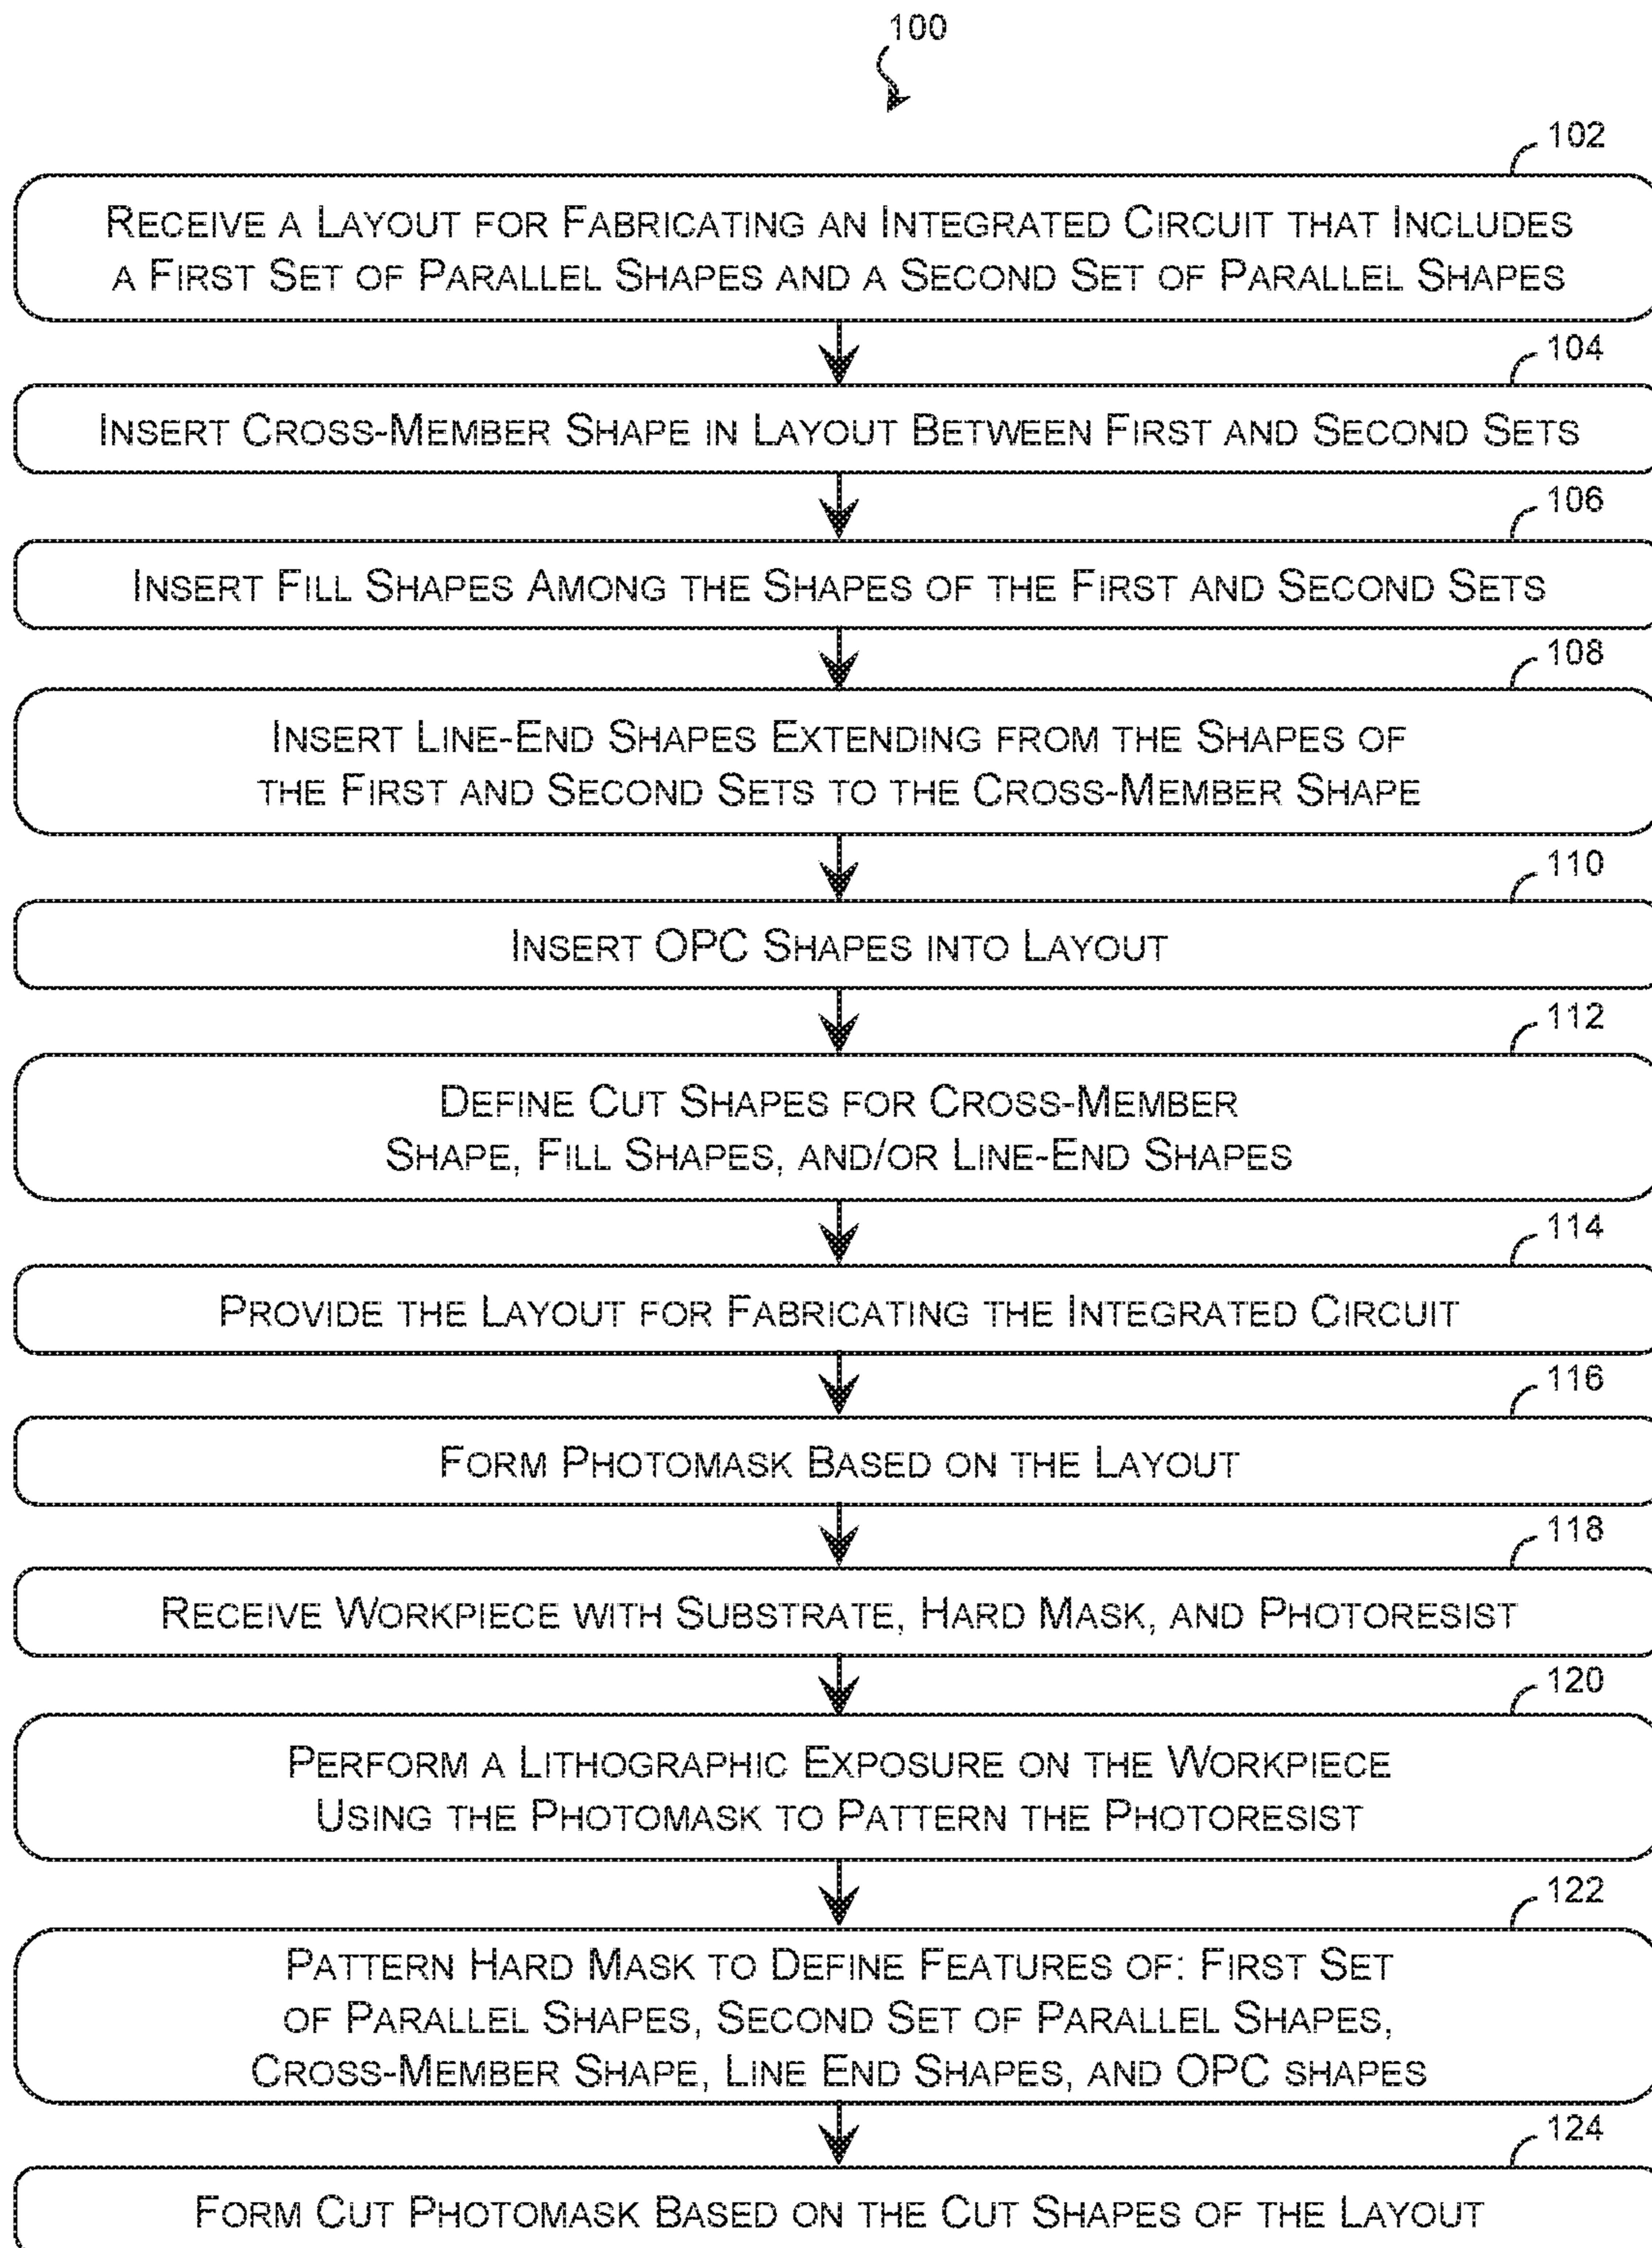 100
102
RECEIVE A LAYOUT FOR FABRICATING AN INTEGRATED CIRCUIT THAT INCLUDES
A FIRST SET OF PARALLEL SHAPES AND A SECOND SET OF PARALLEL SHAPES
104
INSERT CROSS-MEMBER SHAPE IN LAYOUT BETWEEN FIRST AND SECOND SETS
106
INSERT FILL SHAPES AMONG THE SHAPES OF THE FIRST AND SECOND SETS
108
INSERT LINE-END SHAPES EXTENDING FROM THE SHAPES OF
THE FIRST AND SECOND SETS TO THE CROSS-MEMBER SHAPE
110
INSERT OPC SHAPES INTO LAYOUT
112
DEFINE CUT SHAPES FOR CROSS-MEMBER
SHAPE, FILL SHAPES, AND/OR LINE-END SHAPES
114
PROVIDE THE LAYOUT FOR FABRICATING THE INTEGRATED CIRCUIT
116
FORM PHOTOMASK BASED ON THE LAYOUT
118
RECEIVE WORKPIECE WITH SUBSTRATE, HARD MASK, AND PHOTORESIST
120
PERFORM A LITHOGRAPHIC EXPOSURE ON THE WORKPIECE
USING THE PHOTOMASK TO PATTERN THE PHOTORESIST
122
PATTERN HARD MASK TO DEFINE FEATURES OF: FIRST SET
OF PARALLEL SHAPES, SECOND SET OF PARALLEL SHAPES,
CROSS-MEMBER SHAPE, LINE END SHAPES, AND OPC SHAPES
124
FORM CUT PHOTOMASK BASED ON THE CUT SHAPES OF THE LAYOUT